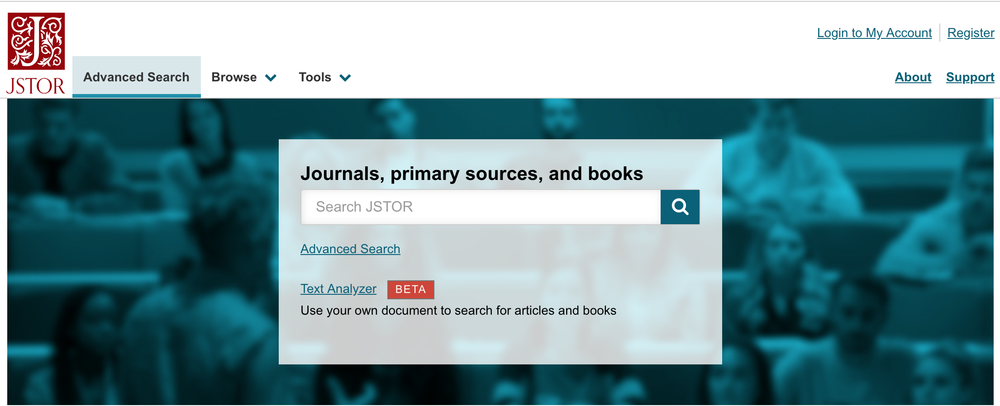 Login to My Account
Register
JSTOR
Advanced Search
Browse
Tools
About
Support
Journals, primary sources, and books
Search JSTOR
Advanced Search
Text Analyzer BETA
Use your own document to search for articles and books